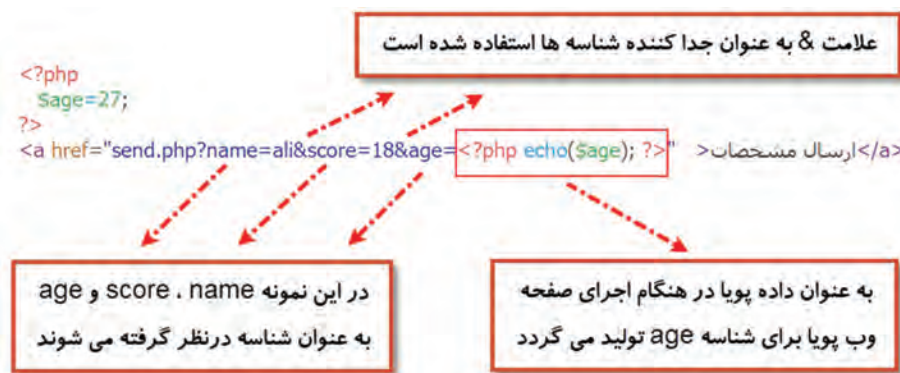 علامت & به عنوان جدا کننده شناسه ها استفاده شده است
<?php
$age=27;
?>
<a href="send.php?name=ali&score=18&age=<?php echo($age); ?>" >ارسال مشخصات</a>
در این نمونه score ، name و age
به عنوان شناسه درنظر گرفته می شوند
به عنوان داده پویا در هنگام اجرای صفحه
وب پویا برای شناسه age تولید می گردد